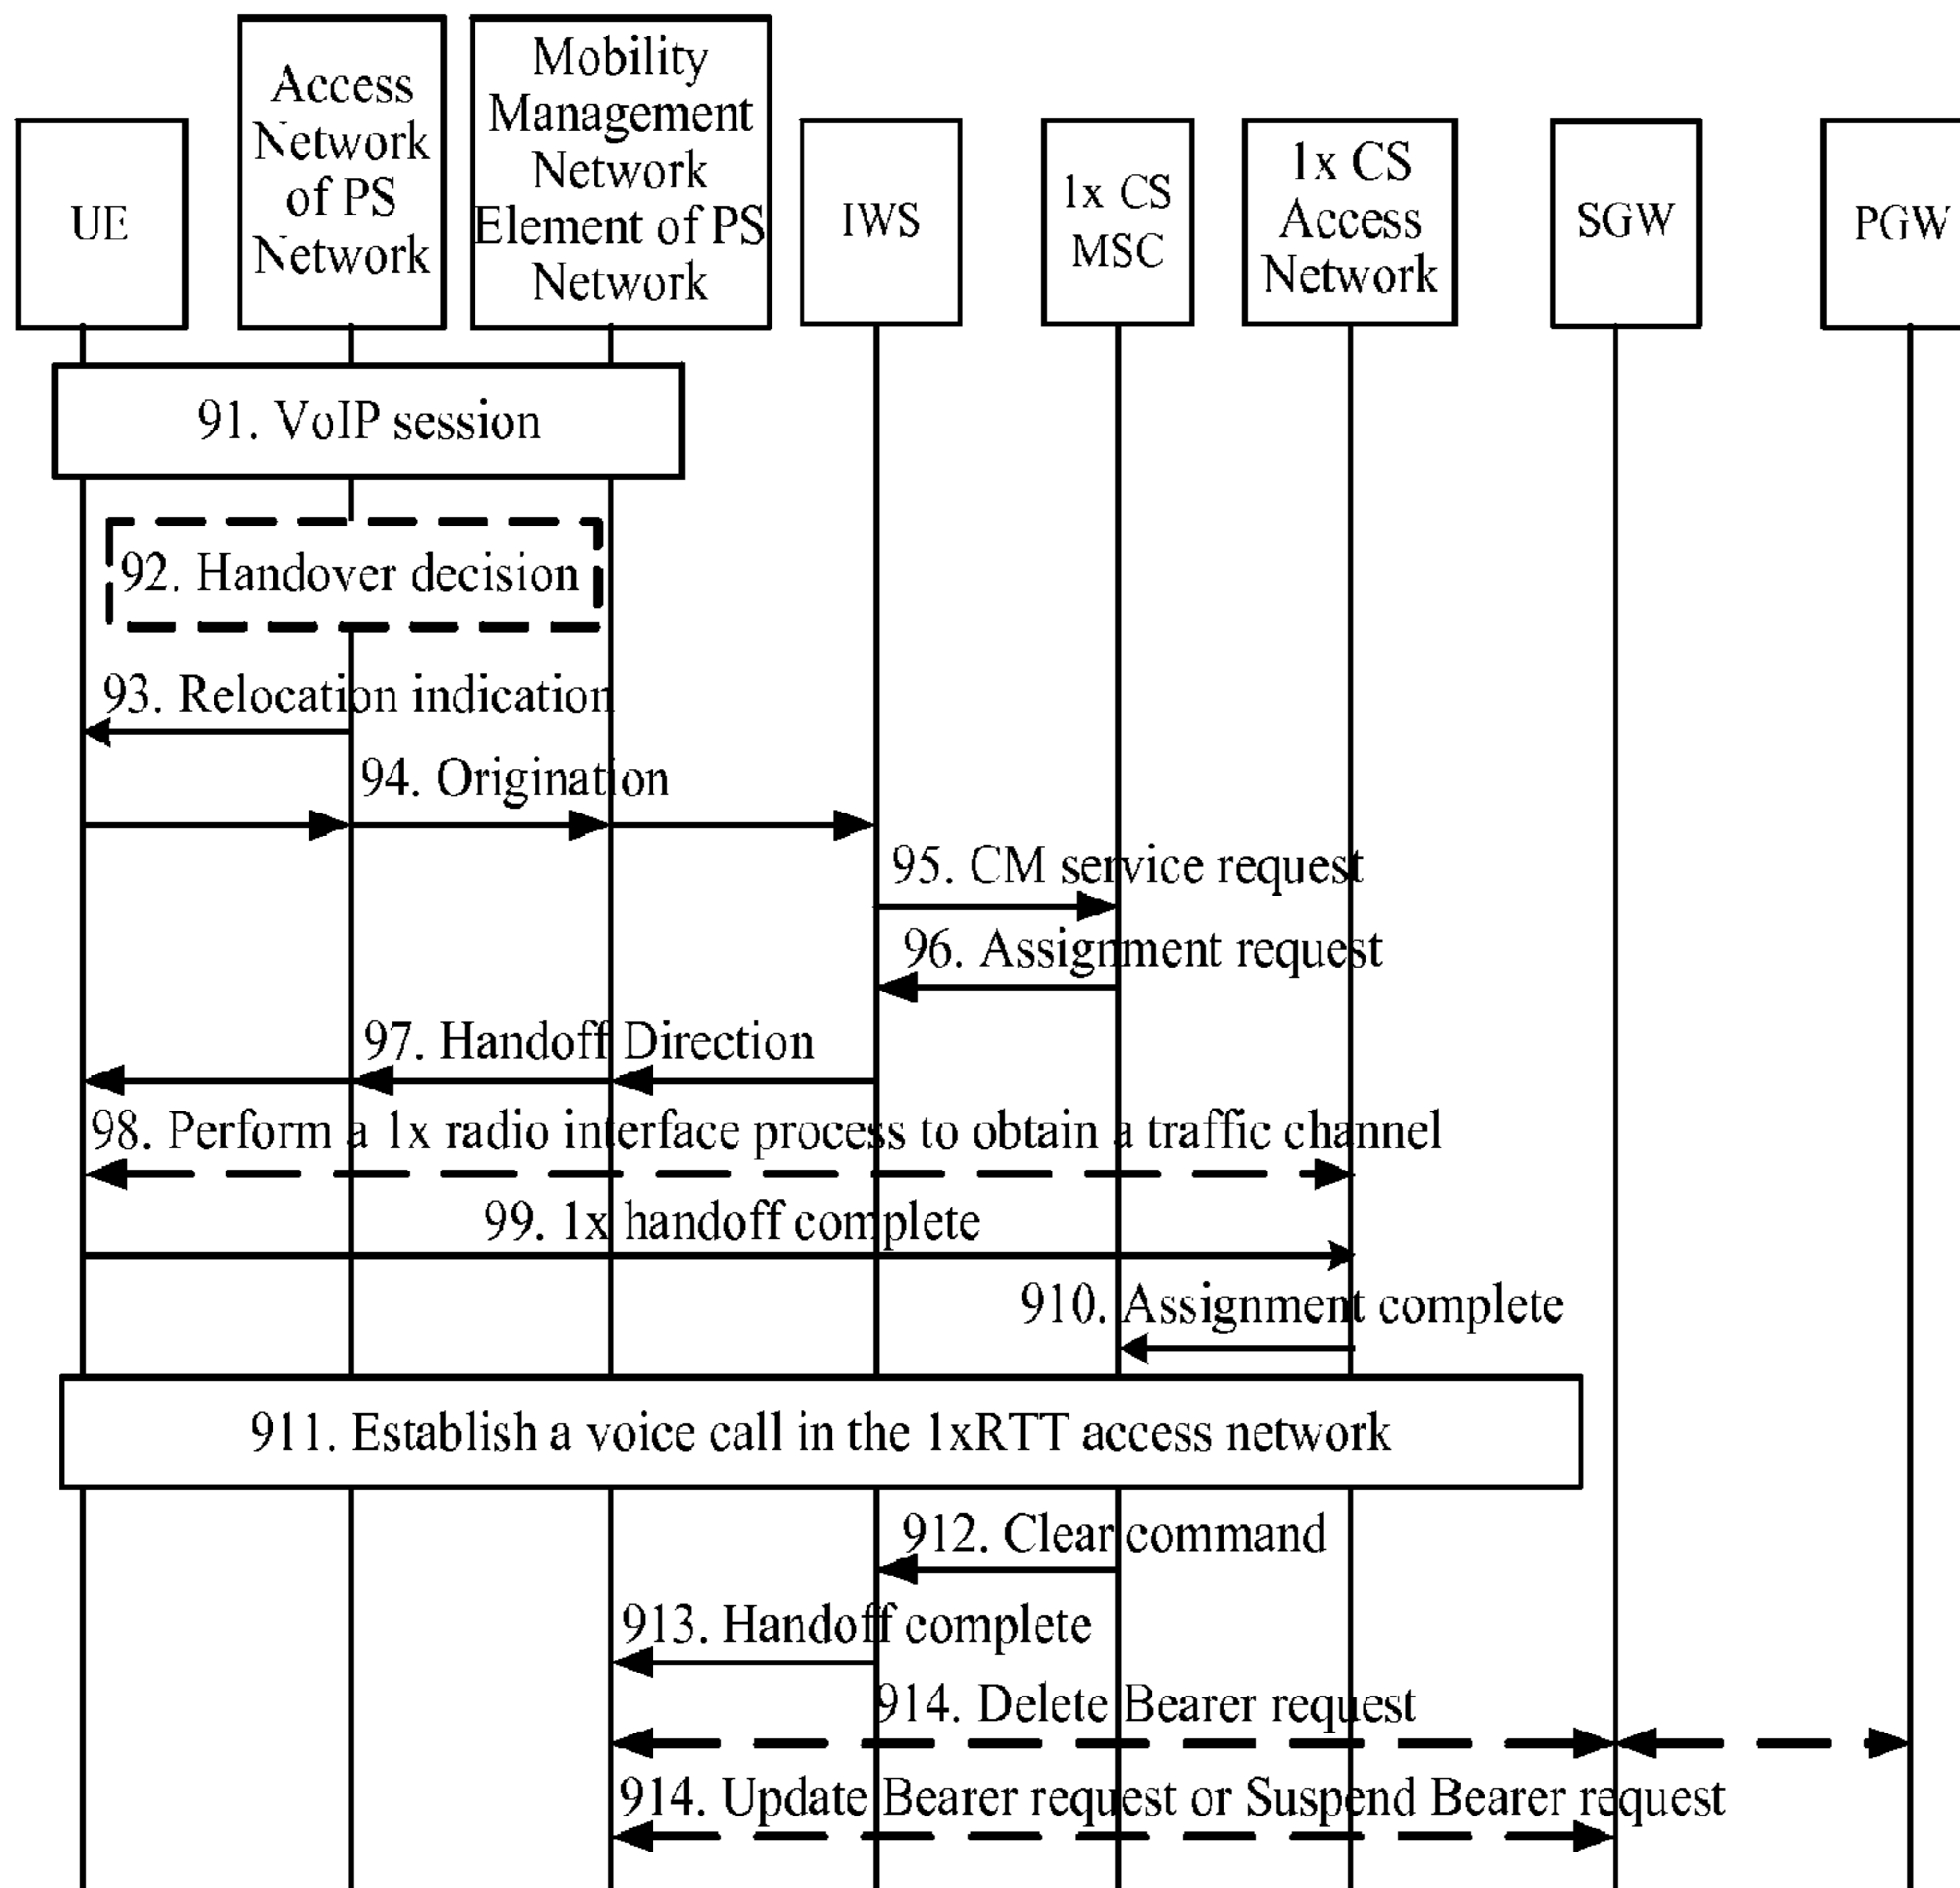 UE
Access
Network
of PS
Network
Mobility
Management
Network
Element of PS
Network
IWS
1x CS
MSC
1x CS
Access
Network
SGW
PGW
91. VoIP session
92. Handover decision
93. Relocation indication
94. Origination
95. CM service request
96. Assignment request
97. Handoff Direction
98. Perform a 1x radio interface process to obtain a traffic channel
99. 1x handoff complete
910. Assignment complete
911. Establish a voice call in the 1xRTT access network
912. Clear command
913. Handoff complete
914. Delete Bearer request
914. Update Bearer request or Suspend Bearer request